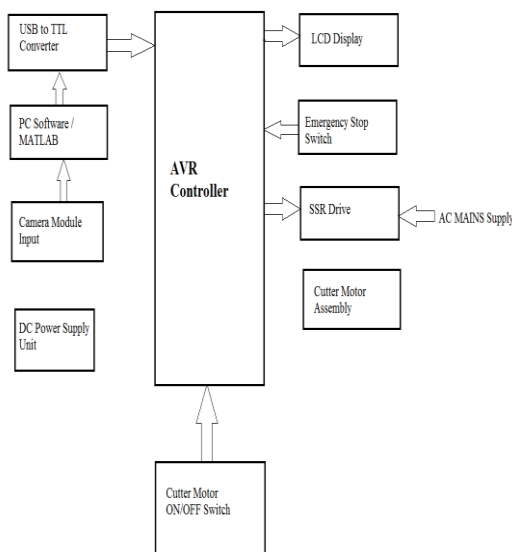 USB to TTL
Converter
LCD Display
PC Software /
MATLAB
Emergency Stop
Switch
AVR
Controller
Camera Module
Input
SSR Drive
AC MAINS Supply
Cutter Motor
Assembly
DC Power Supply
Unit
Cutter Motor
ON/OFF Switch